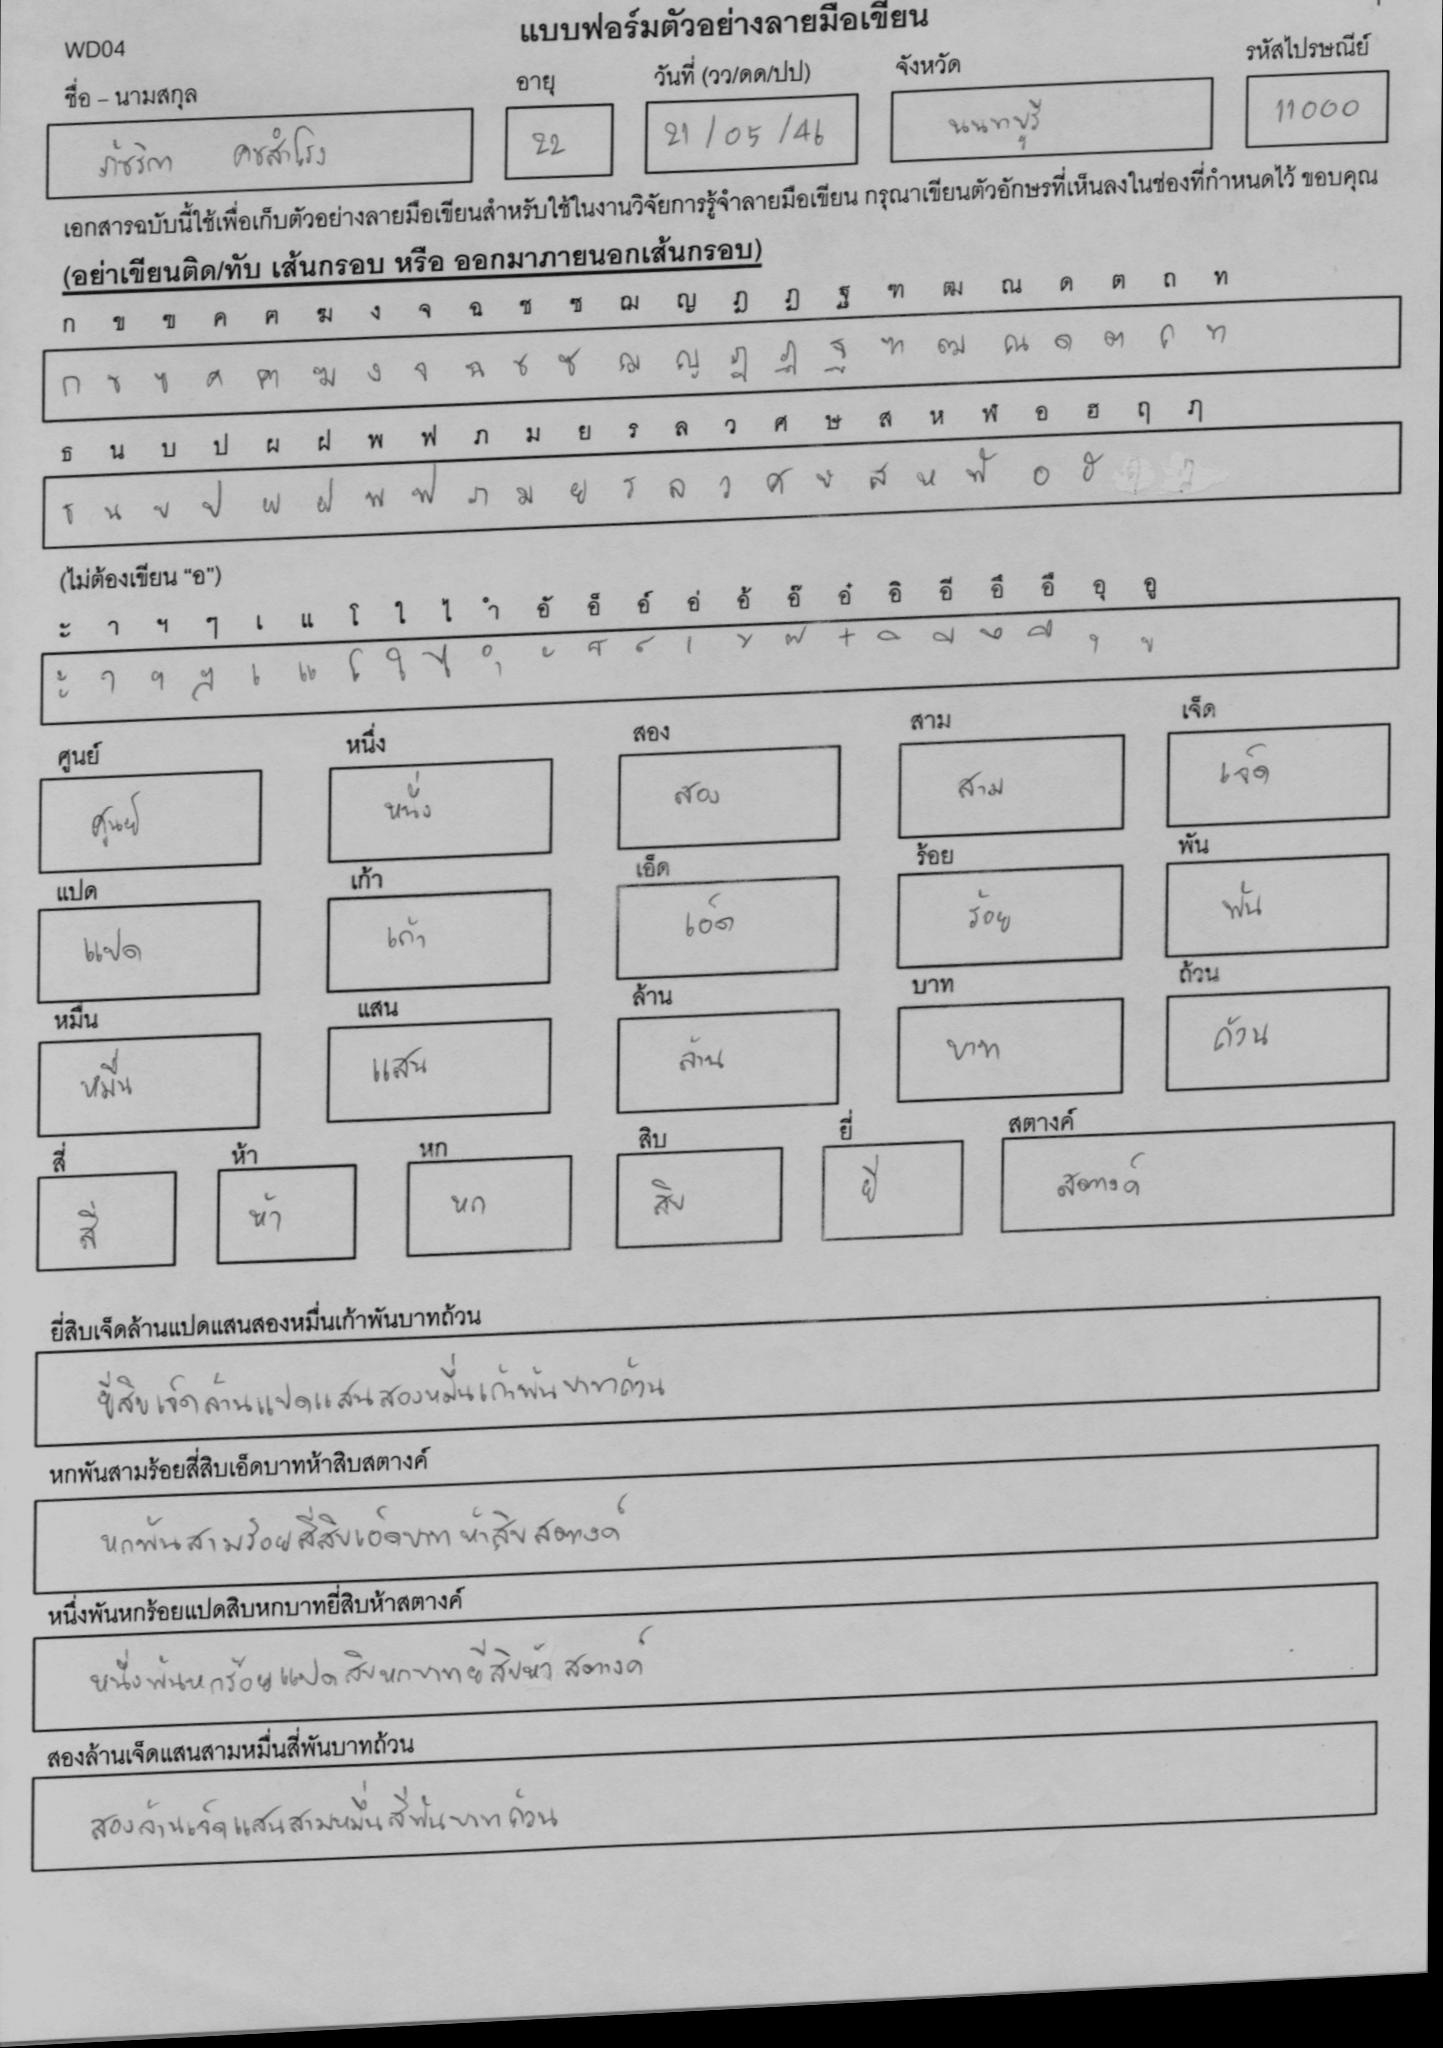 แบบฟอร์มตัวอย่างลายมือเขียน
WD04
ชื่อ – นามสกุล อายุ วันที่ (วว/ดด/ปป) จังหวัด รหัสไปรษณีย์
ภัชริกา คชสำโรง 22 21/05/46 นนทบุรี 11000
เอกสารฉบับนี้ใช้เพื่อเก็บตัวอย่างลายมือเขียนสำหรับใช้ในงานวิจัยการรู้จำลายมือเขียน กรุณาเขียนตัวอักษรที่เห็นลงในช่องที่กำหนดไว้ ขอบคุณ
(อย่าเขียนติด/ทับ เส้นกรอบ หรือ ออกมาภายนอกเส้นกรอบ)
ก ข ฃ ค ฅ ฆ ง จ ฉ ช ซ ฌ ญ ฎ ฏ ฐ ฑ ฒ ณ ด ต ถ ท
ก ข ฃ ค ฅ ฆ ง จ ฉ ช ซ ฌ ญ ฎ ฏ ฐ ฑ ฒ ณ ด ต ถ ท
ธ น บ ป ผ ฝ พ ฟ ภ ม ย ร ล ว ศ ษ ส ห ฬ อ ฮ ฤ ฦ
ธ น บ ป ผ ฝ พ ฟ ภ ม ย ร ล ว ศ ษ ส ห ฬ อ ฮ ฤ ฦ
(ไม่ต้องเขียน “อ”)
ะ า ฯ ๆ เ แ โ ใ ไ ำ อั อ็ อ์ อ่ อ้ อ๊ อ๋ อิ อี อึ อื อุ อู
ะ า ฯ ๆ เ แ โ ใ ไ ำ ั ็ ์ ่ ้ ๊ ๋ ิ ี ึ ื ุ ู
ศูนย์ หนึ่ง สอง สาม เจ็ด
ศูนย์ หนึ่ง สอง สาม เจ็ด
แปด เก้า เอ็ด ร้อย พัน
แปด เก้า เอ็ด ร้อย พัน
หมื่น แสน ล้าน บาท ถ้วน
หมื่น แสน ล้าน บาท ถ้วน
สี่ ห้า หก สิบ ยี่ สตางค์
สี่ ห้า หก สิบ ยี่ สตางค์
ยี่สิบเจ็ดล้านแปดแสนสองหมื่นเก้าพันบาทถ้วน
ยี่สิบเจ็ดล้านแปดแสนสองหมื่นเก้าพันบาทถ้วน
หกพันสามร้อยสี่สิบเอ็ดบาทห้าสิบสตางค์
หกพันสามร้อยสี่สิบเอ็ดบาทห้าสิบสตางค์
หนึ่งพันหกร้อยแปดสิบหกบาทยี่สิบห้าสตางค์
หนึ่งพันหกร้อยแปดสิบหกบาทยี่สิบห้าสตางค์
สองล้านเจ็ดแสนสามหมื่นสี่พันบาทถ้วน
สองล้านเจ็ดแสนสามหมื่นสี่พันบาทถ้วน